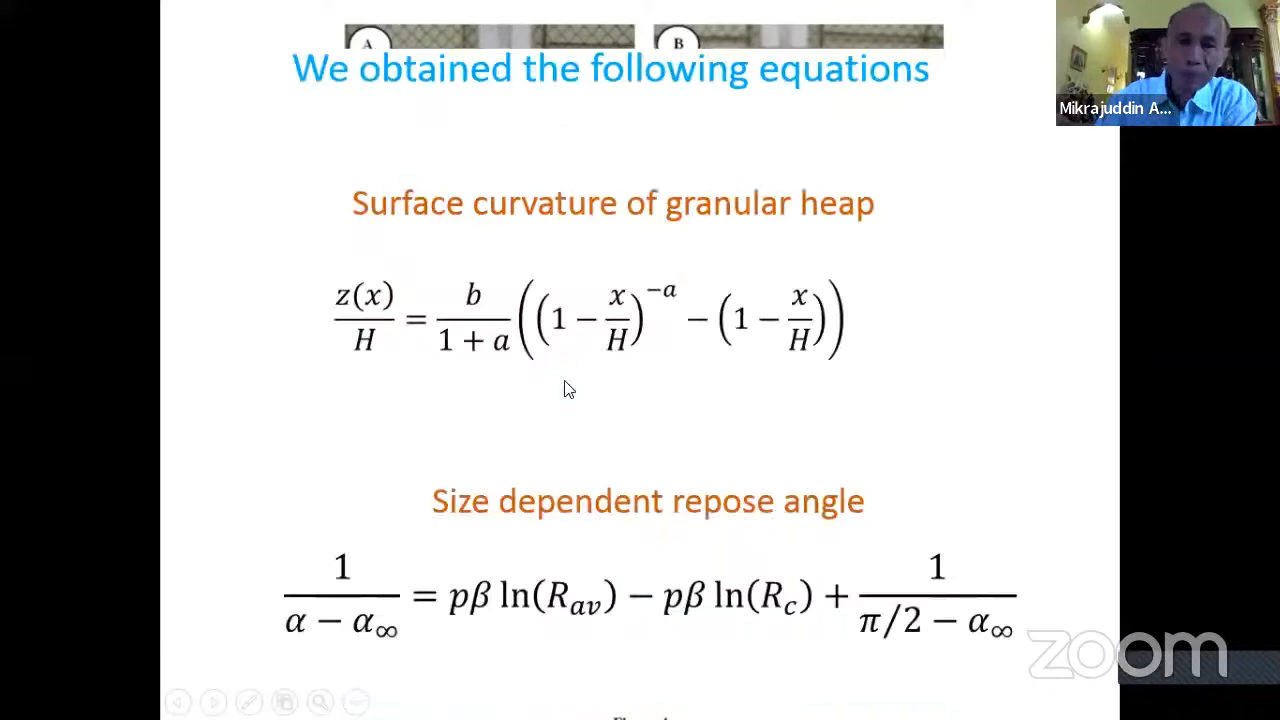 A B
We obtained the following equations
Mikrajuddin A...
Surface curvature of granular heap
z(x)/H = b/(1 + a) ((1 − x/H)^−a − (1 − x/H))
Size dependent repose angle
1/(α − α∞) = pβ ln(R_av) − pβ ln(R_c) + 1/(π/2 − α∞)
zoom